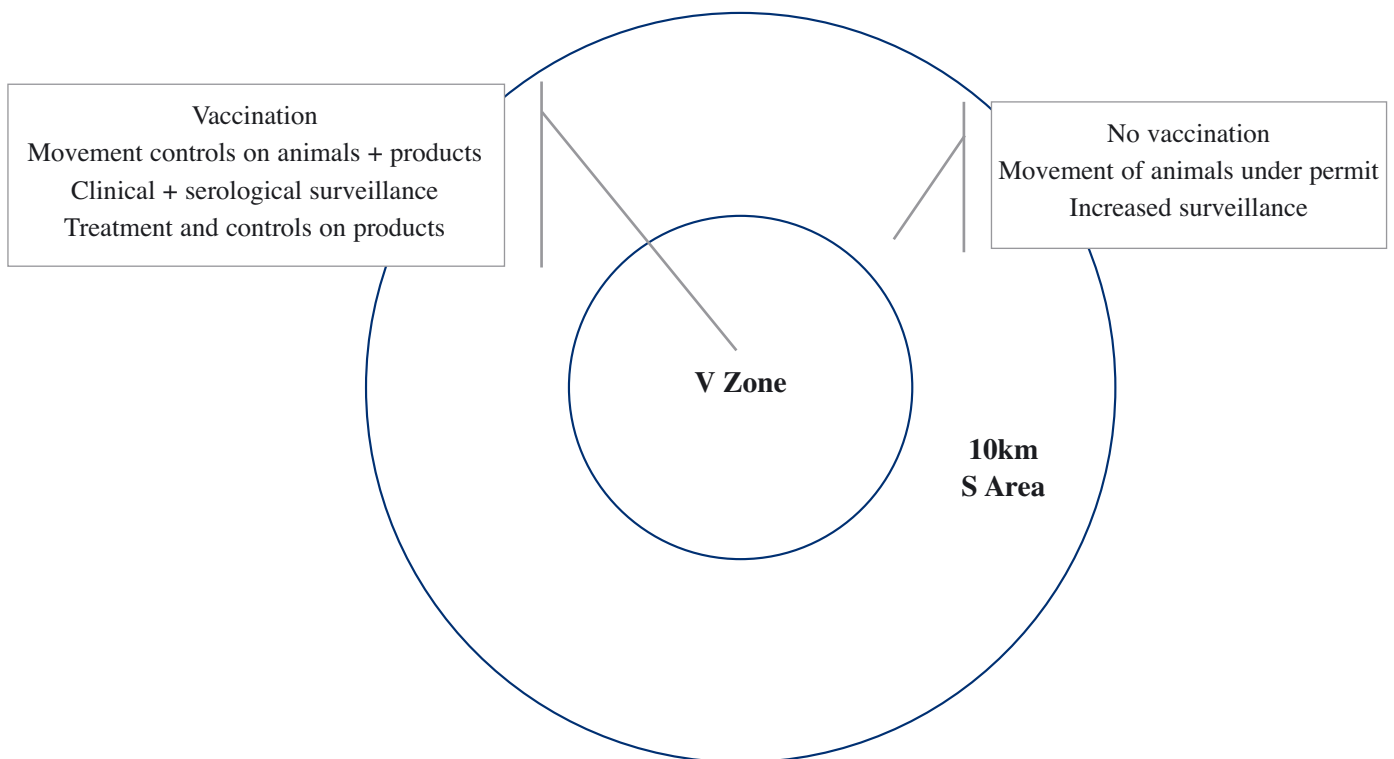 Vaccination
Movement controls on animals + products
Clinical + serological surveillance
Treatment and controls on products
No vaccination
Movement of animals under permit
Increased surveillance
V Zone
10km
S Area